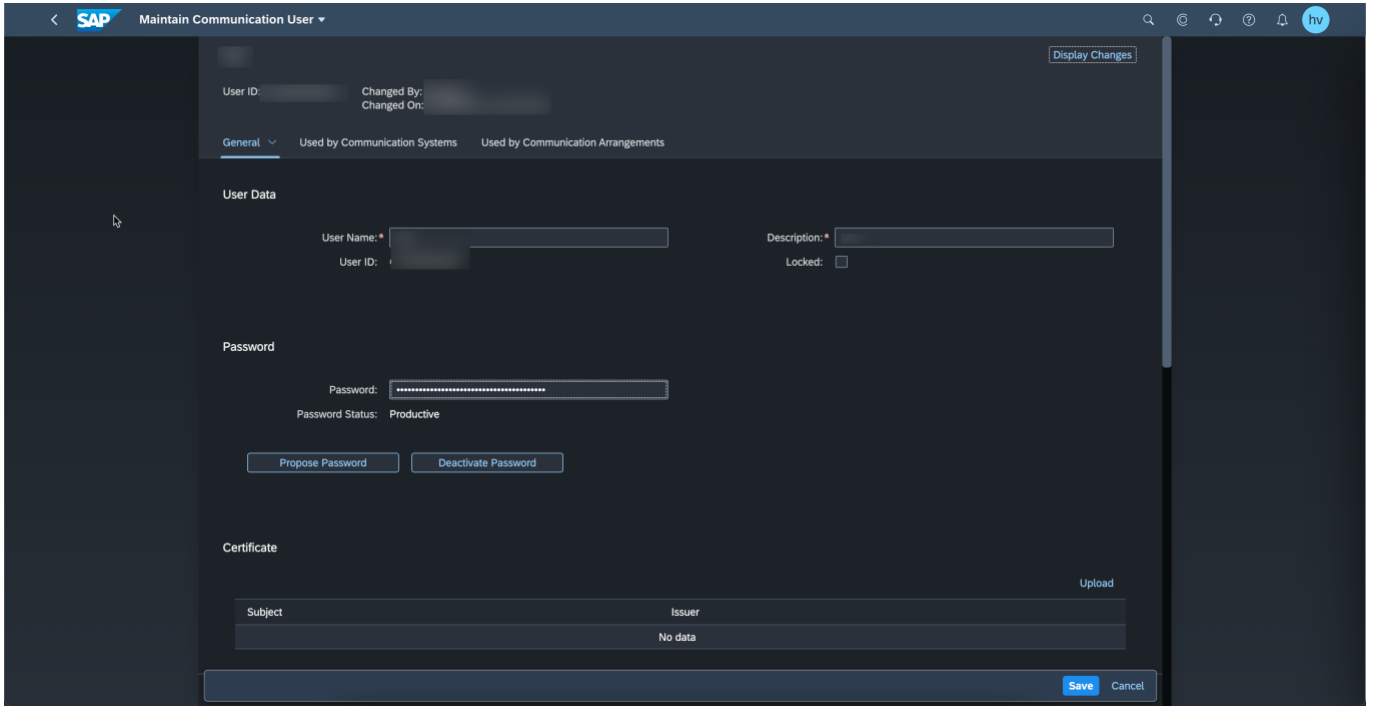 SAP Maintain Communication User hv
Display Changes
User ID:
Changed By:
Changed On:
General Used by Communication Systems Used by Communication Arrangements
User Data
User Name:* Description:*
User ID: Locked:
Password
Password: 
Password Status: Productive
Propose Password Deactivate Password
Certificate
Upload
Subject Issuer
No data
Save Cancel